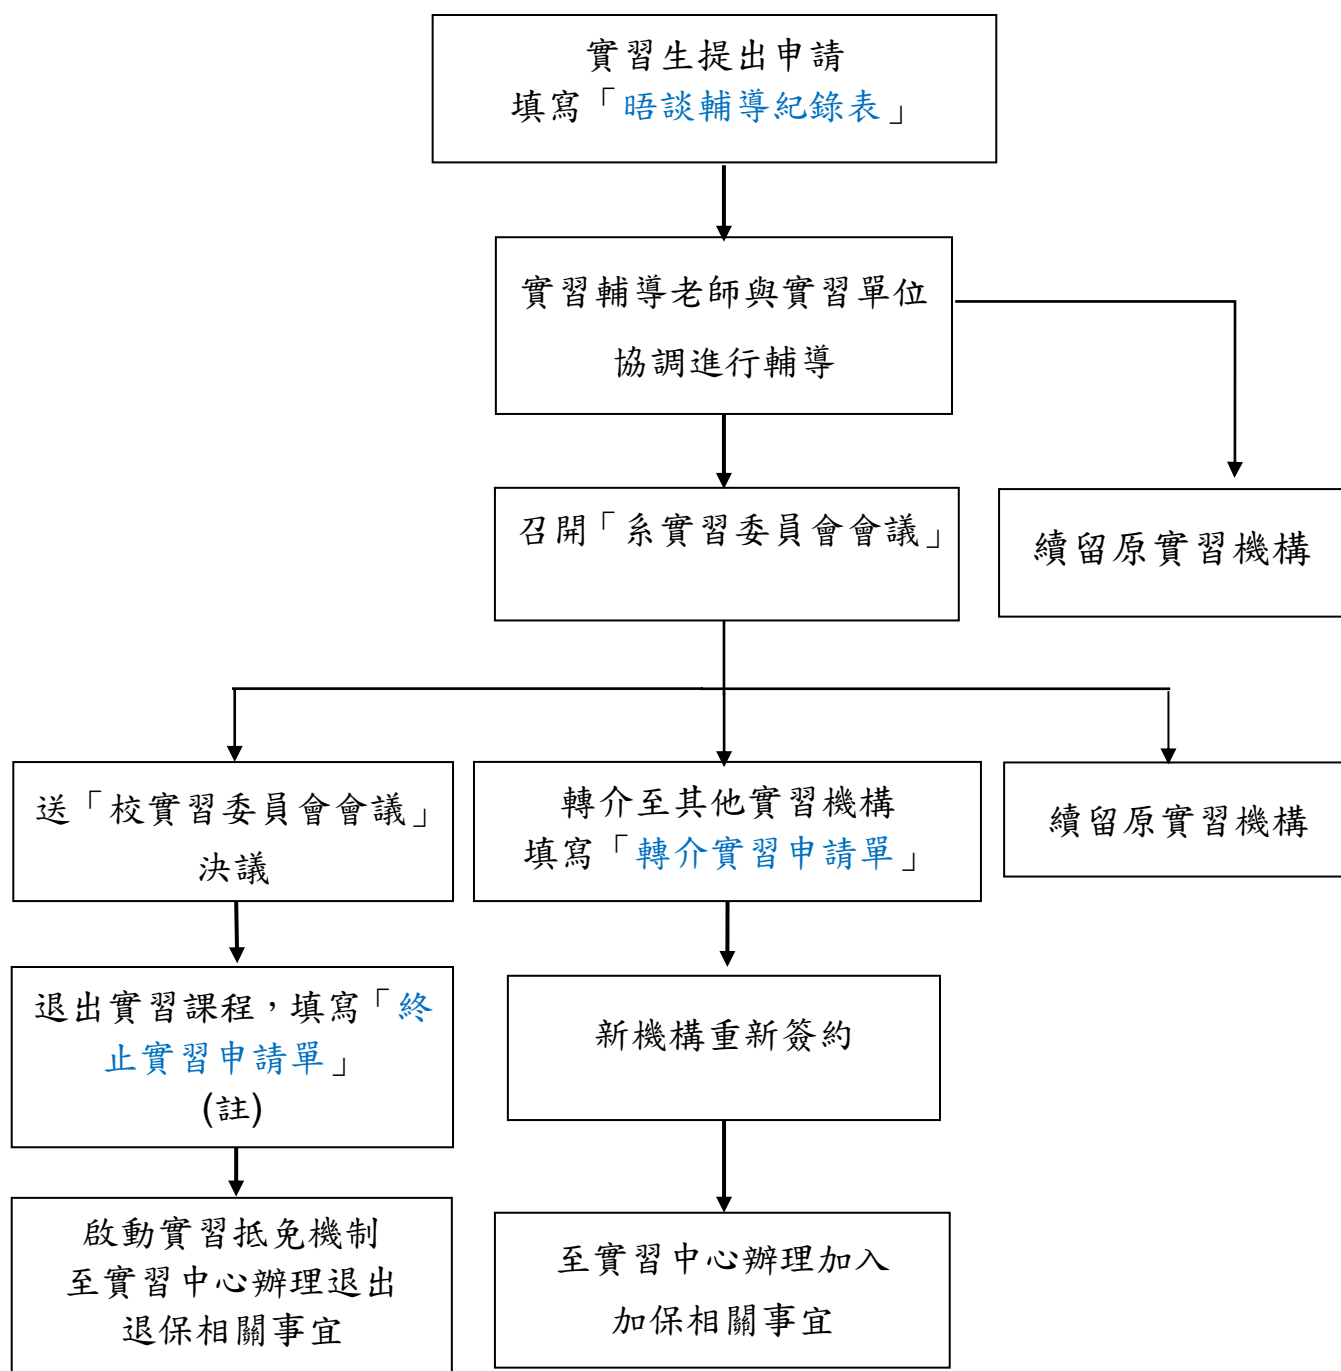 實習生提出申請
填寫「晤談輔導紀錄表」
實習輔導老師與實習單位
協調進行輔導
召開「系實習委員會會議」
續留原實習機構
送「校實習委員會會議」
決議
轉介至其他實習機構
填寫「轉介實習申請單」
續留原實習機構
退出實習課程，填寫「終
止實習申請單」
(註)
新機構重新簽約
啟動實習抵免機制
至實習中心辦理退出
退保相關事宜
至實習中心辦理加入
加保相關事宜